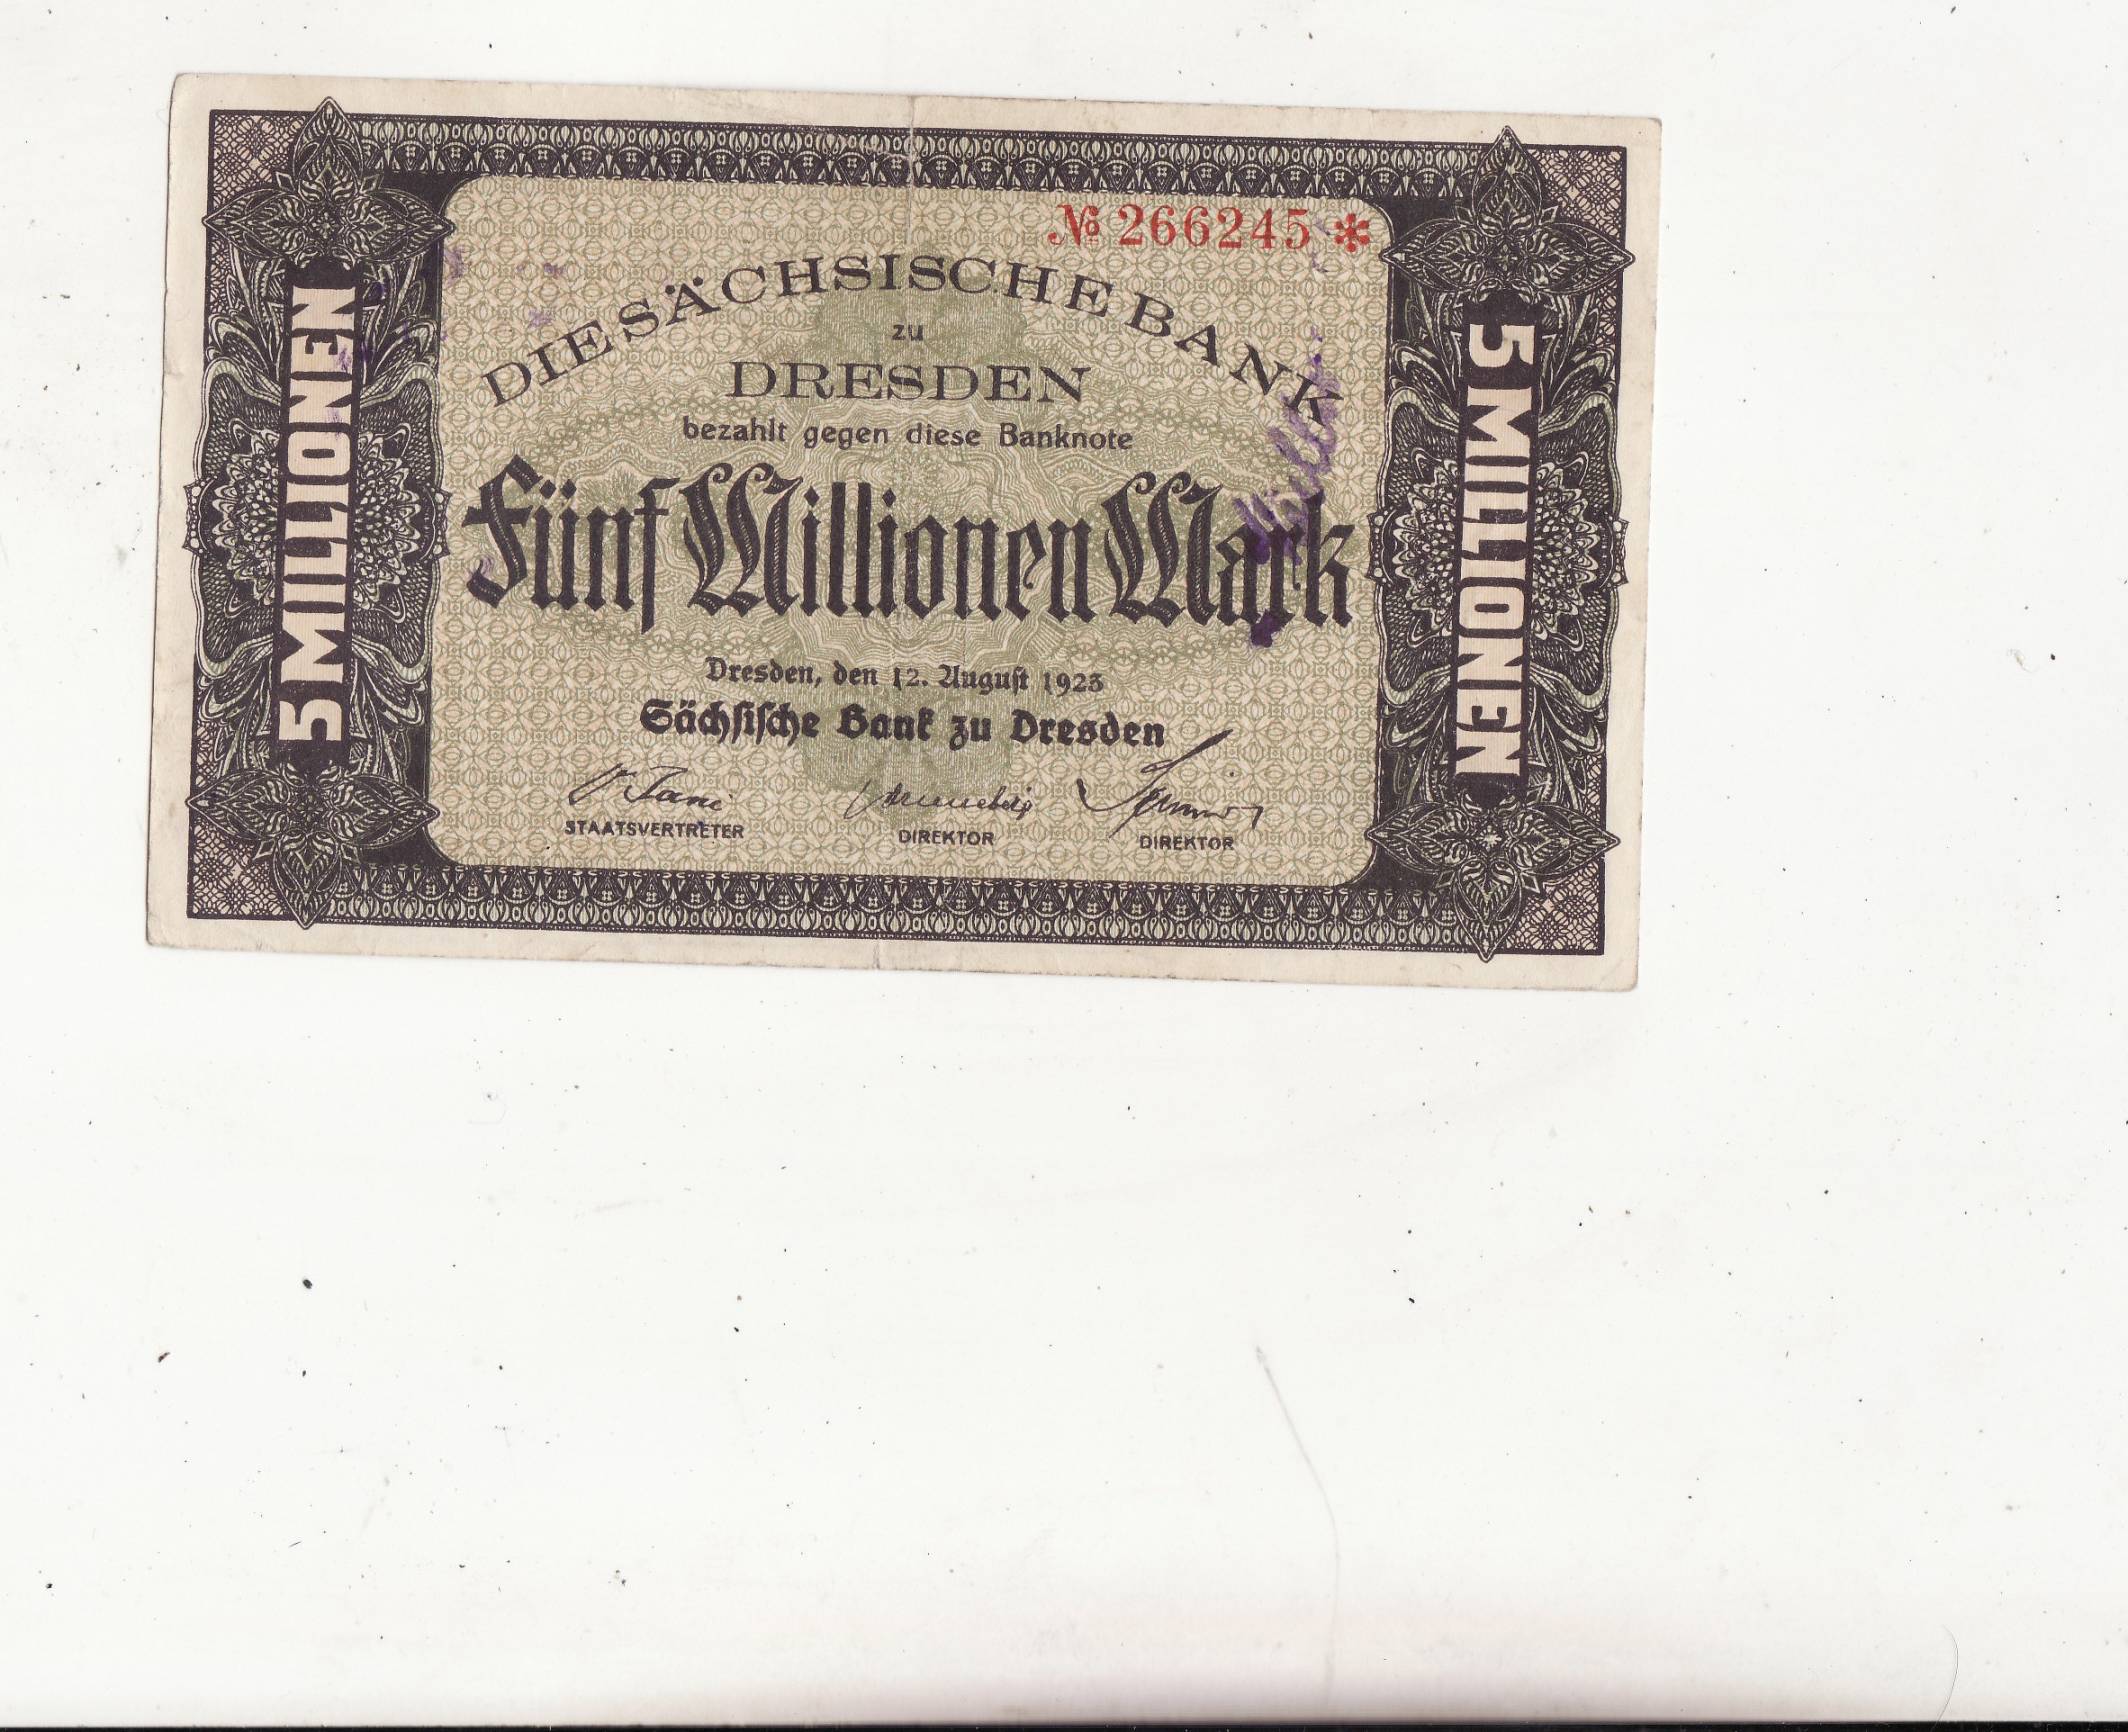 № 266245 *
DIE SÄCHSISCHE BANK
zu
DRESDEN
bezahlt gegen diese Banknote
Fünf Millionen Mark
Dresden, den 12. August 1923
Sächsische Bank zu Dresden
STAATSVERTRETER
DIREKTOR
DIREKTOR
5 MILLIONEN
5 MILLIONEN